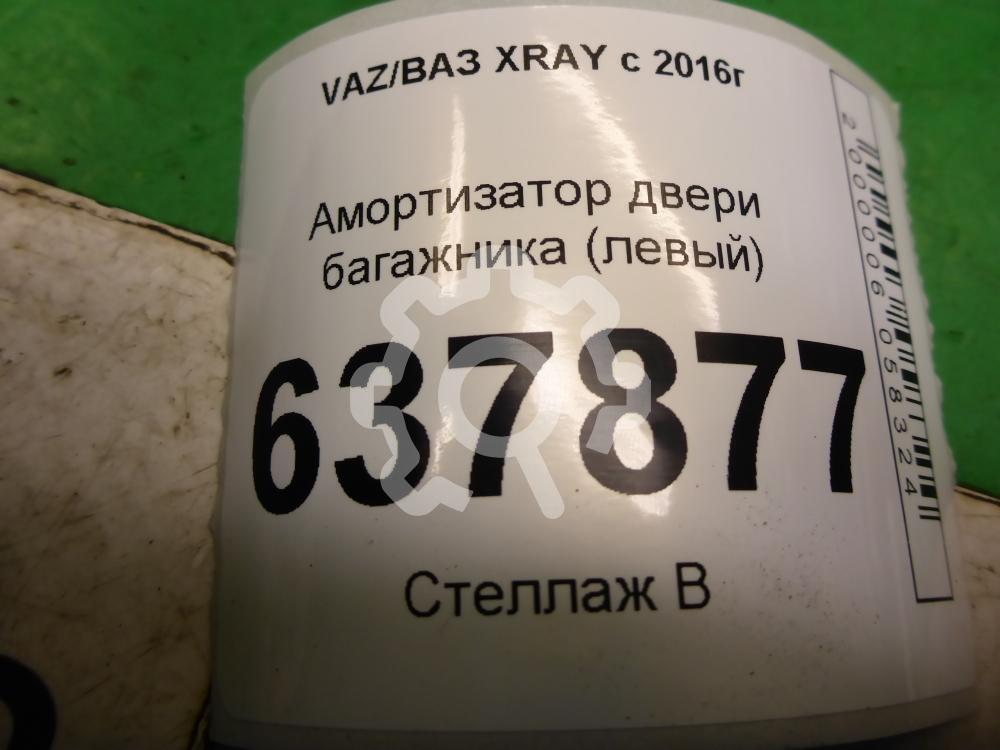 VAZ/ВАЗ XRAY с 2016г
Амортизатор двери
багажника (левый)
637877
Стеллаж В
2000006058324